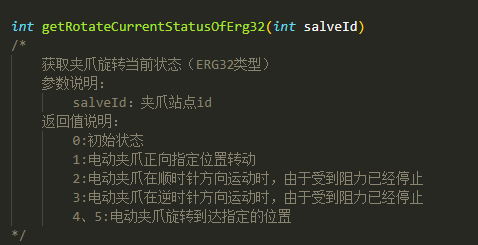 int getRotateCurrentStatusOfErg32(int salveId)
/*
获取夹爪旋转当前状态（ERG32类型）
参数说明：
salveId：夹爪站点id
返回值说明：
0:初始状态
1:电动夹爪正向指定位置转动
2:电动夹爪在顺时针方向运动时，由于受到阻力已经停止
3:电动夹爪在逆时针方向运动时，由于受到阻力已经停止
4、5:电动夹爪旋转到达指定的位置
*/